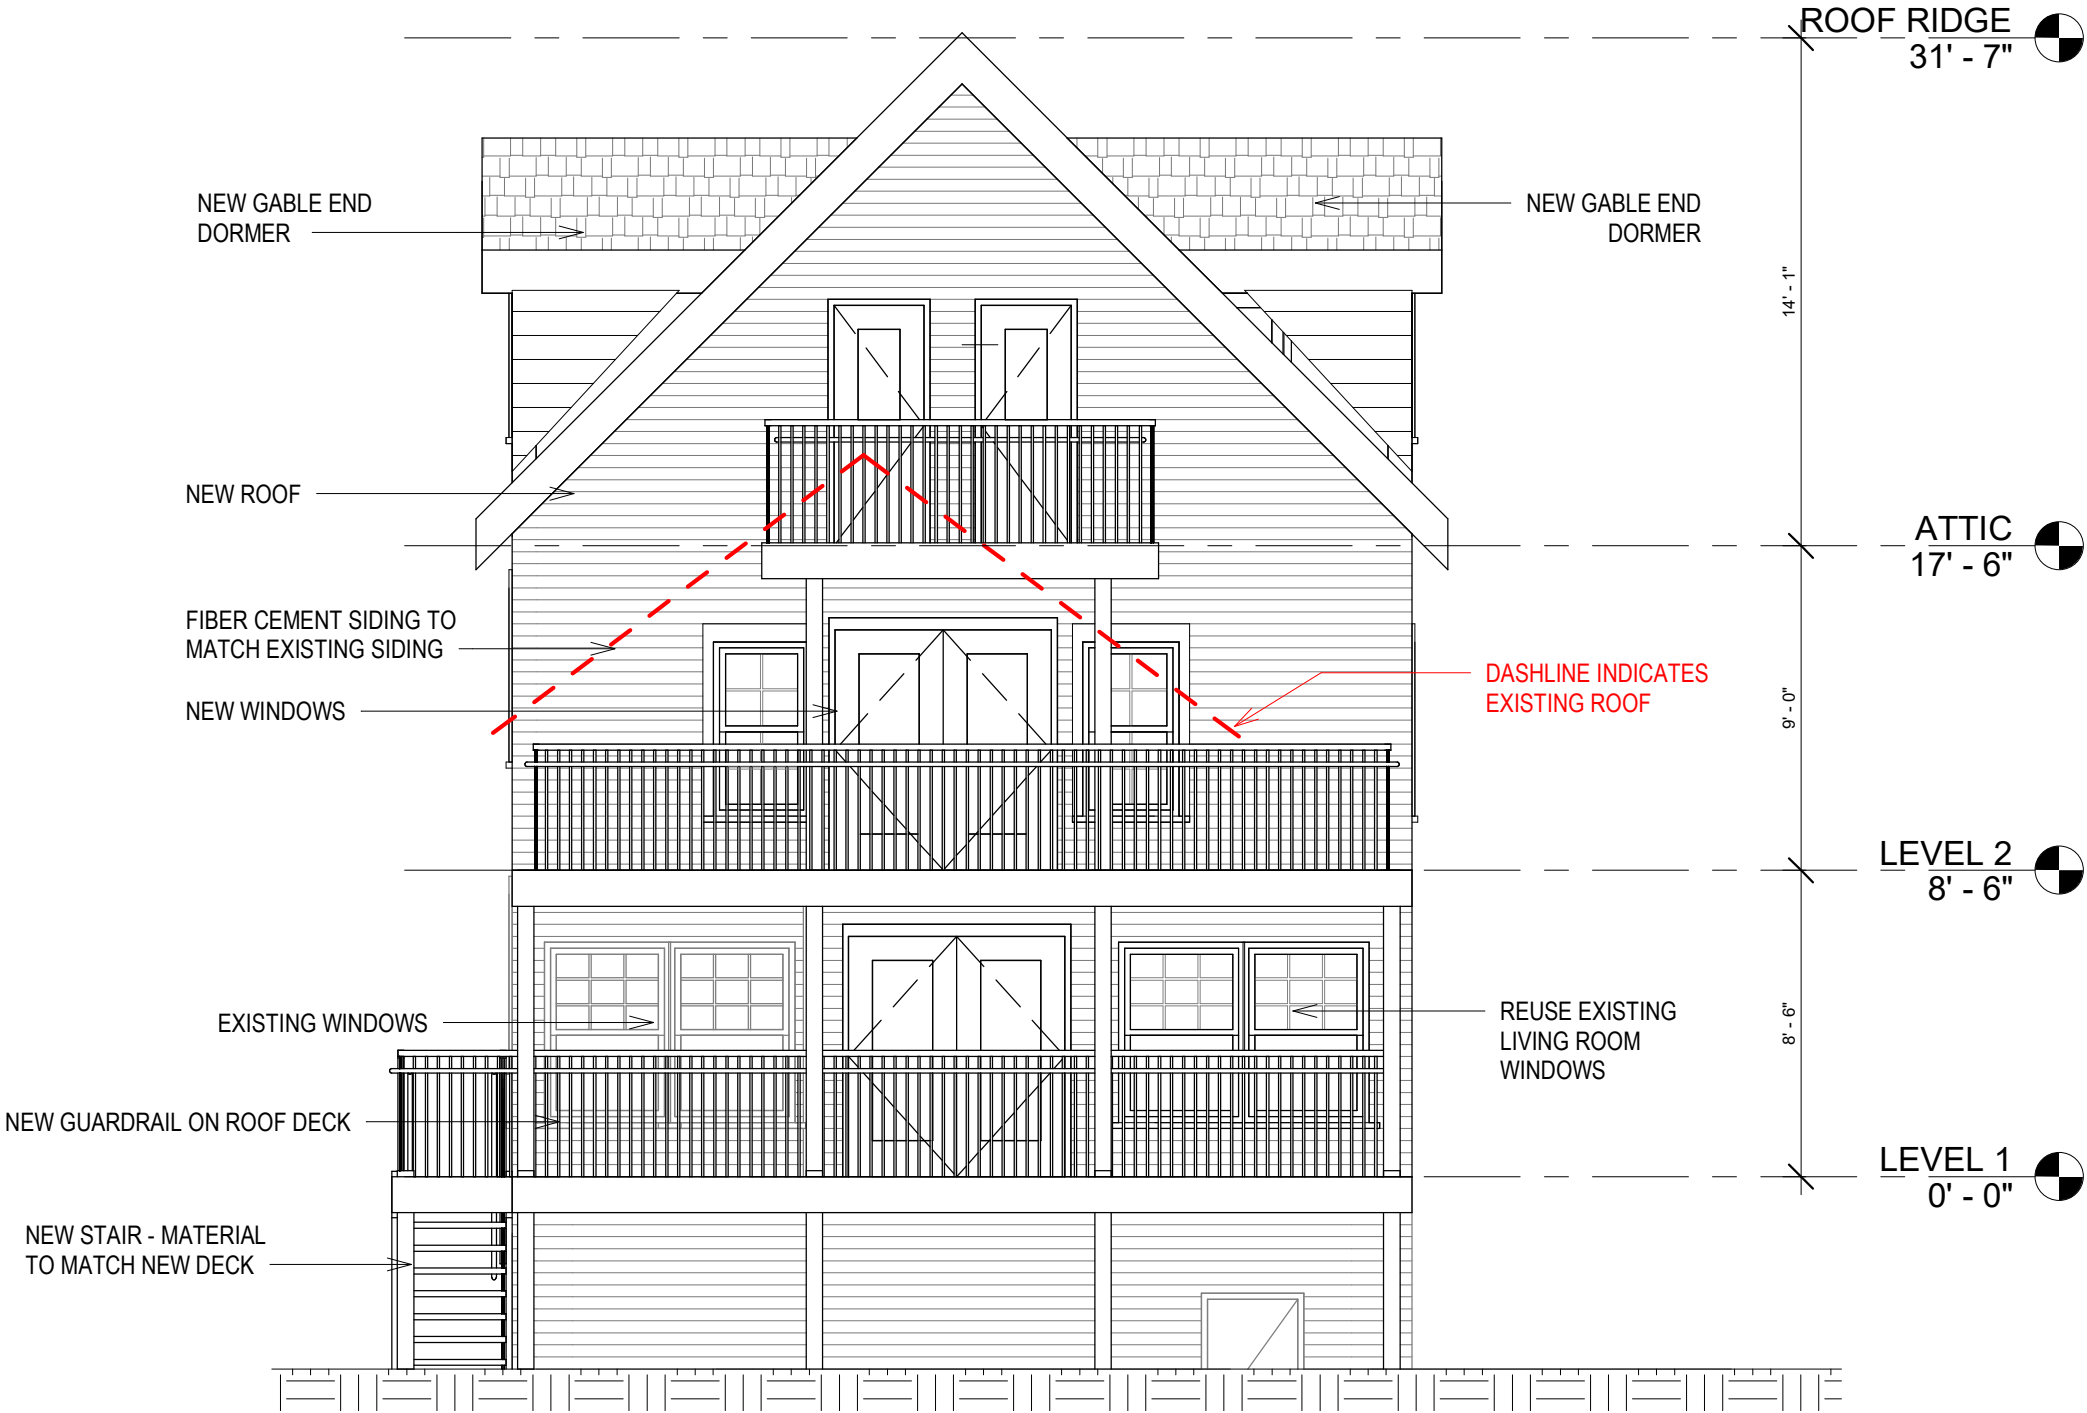 ROOF RIDGE
31' - 7"
NEW GABLE END
DORMER
NEW GABLE END
DORMER
14' - 1"
NEW ROOF
ATTIC
17' - 6"
FIBER CEMENT SIDING TO
MATCH EXISTING SIDING
NEW WINDOWS
DASHLINE INDICATES
EXISTING ROOF
9' - 0"
LEVEL 2
8' - 6"
EXISTING WINDOWS
REUSE EXISTING
LIVING ROOM
WINDOWS
8' - 6"
NEW GUARDRAIL ON ROOF DECK
LEVEL 1
0' - 0"
NEW STAIR - MATERIAL
TO MATCH NEW DECK